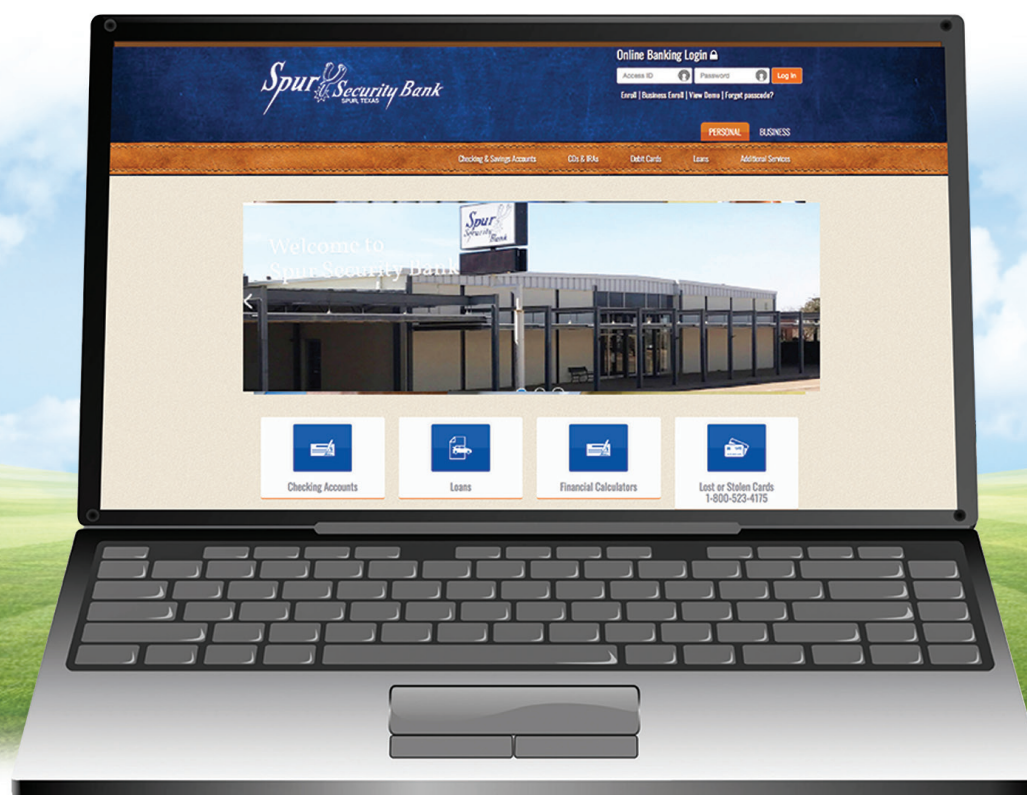 Online Banking Login
Access ID Password Log In
Enroll | Business Enroll | View Demo | Forgot passcode?
Spur
Security Bank
SPUR, TEXAS
PERSONAL BUSINESS
Checking & Savings Accounts CDs & IRAs Debit Cards Loans Additional Services
Spur
Security
Bank
Welcome to
Spur Security Bank
Checking Accounts
Loans
Financial Calculators
Lost or Stolen Cards
1-800-523-4175